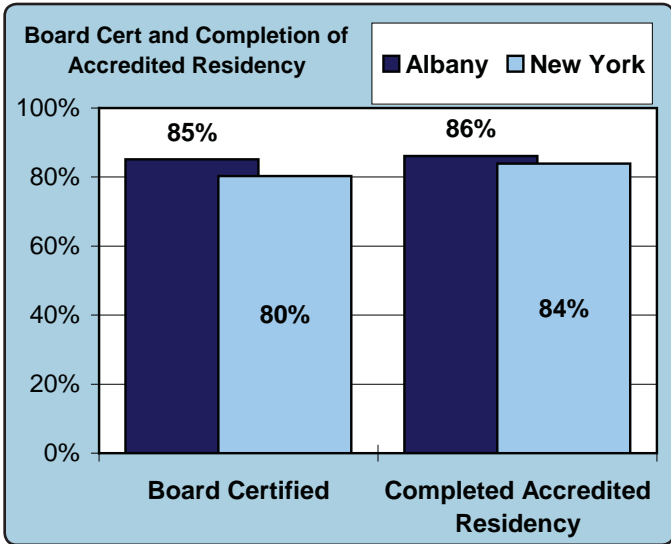 Board Cert and Completion of
Accredited Residency
Albany New York
100%
80%
60%
40%
20%
0%
85%
80%
86%
84%
Board Certified
Completed Accredited
Residency